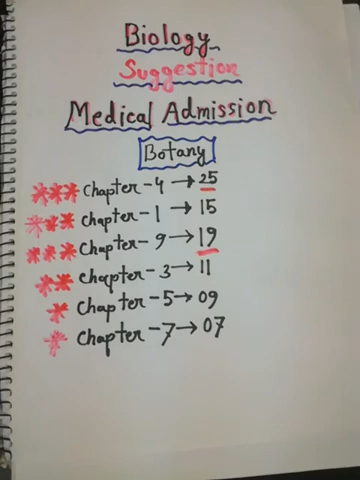 Biology
Suggestion
Medical Admission
Botany
*** Chapter-4 → 25
*** Chapter-1 → 15
*** Chapter-9 → 19
** Chapter-3 → 11
* Chapter-5 → 09
* Chapter-7 → 07